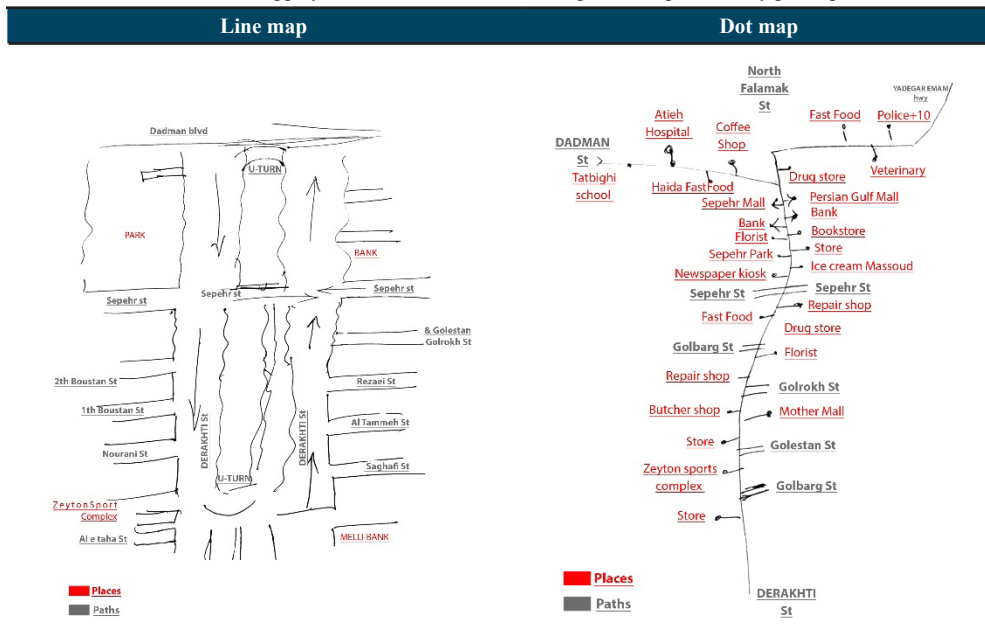 Line map
Dadman blvd
U-TURN
PARK
BANK
Sepehr st
Sepehr st
Sepehr st
& Golestan
Golrokh St
2th Boustan St
Rezaei St
1th Boustan St
Al Tammeh St
DERAKHTI St
DERAKHTI St
Nourani St
Saghafi St
U-TURN
ZeytonSport
Complex
Al e taha St
MELLI BANK
Places
Paths
Dot map
North
Falamak
St
YADEGAR EMAM
hwy
Atieh
Hospital
Coffee
Shop
Fast Food
Police+10
DADMAN
St
Tatbighi
school
Haida FastFood
Drug store
Veterinary
Sepehr Mall
Persian Gulf Mall
Bank
Bank
Florist
Bookstore
Sepehr Park
Store
Newspaper kiosk
Ice cream Massoud
Sepehr St
Sepehr St
Repair shop
Fast Food
Drug store
Golbarg St
Florist
Repair shop
Golrokh St
Butcher shop
Mother Mall
Store
Golestan St
Zeyton sports
complex
Golbarg St
Store
DERAKHTI
St
Places
Paths